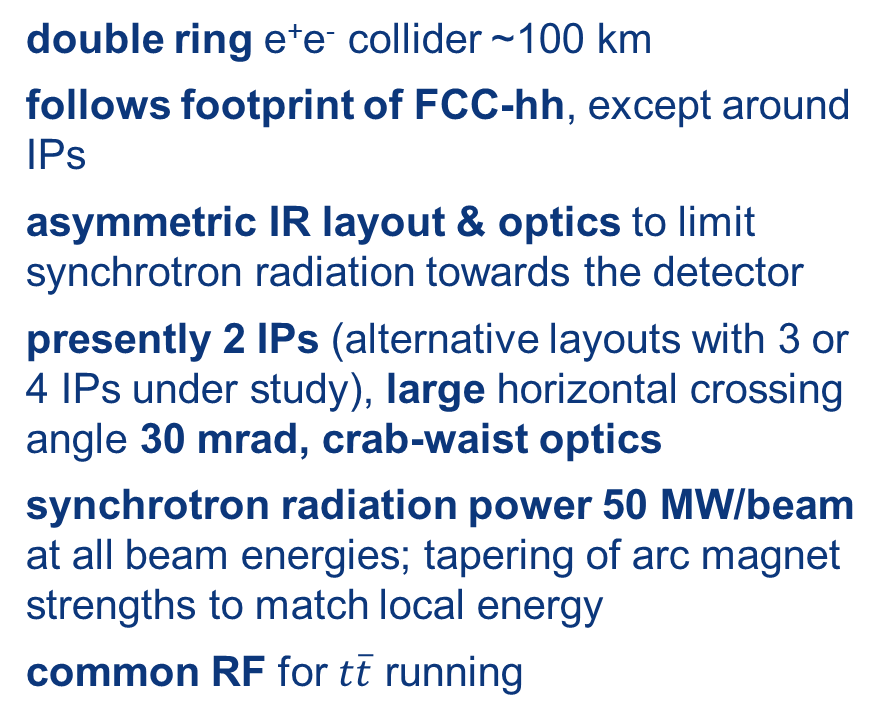 double ring e⁺e⁻ collider ~100 km
follows footprint of FCC-hh, except around
IPs
asymmetric IR layout & optics to limit
synchrotron radiation towards the detector
presently 2 IPs (alternative layouts with 3 or
4 IPs under study), large horizontal crossing
angle 30 mrad, crab-waist optics
synchrotron radiation power 50 MW/beam
at all beam energies; tapering of arc magnet
strengths to match local energy
common RF for tt̄ running